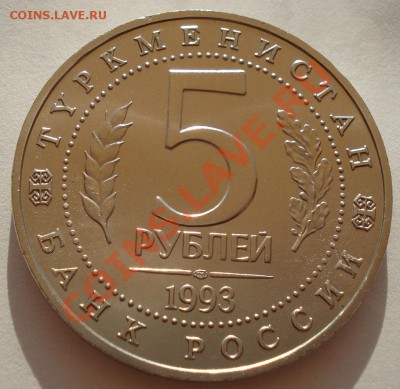 COINS.LAVE.RU
ТУРКМЕНИСТАН
5
РУБЛЕЙ
1993
БАНК РОССИИ
COINS.LAVE.RU